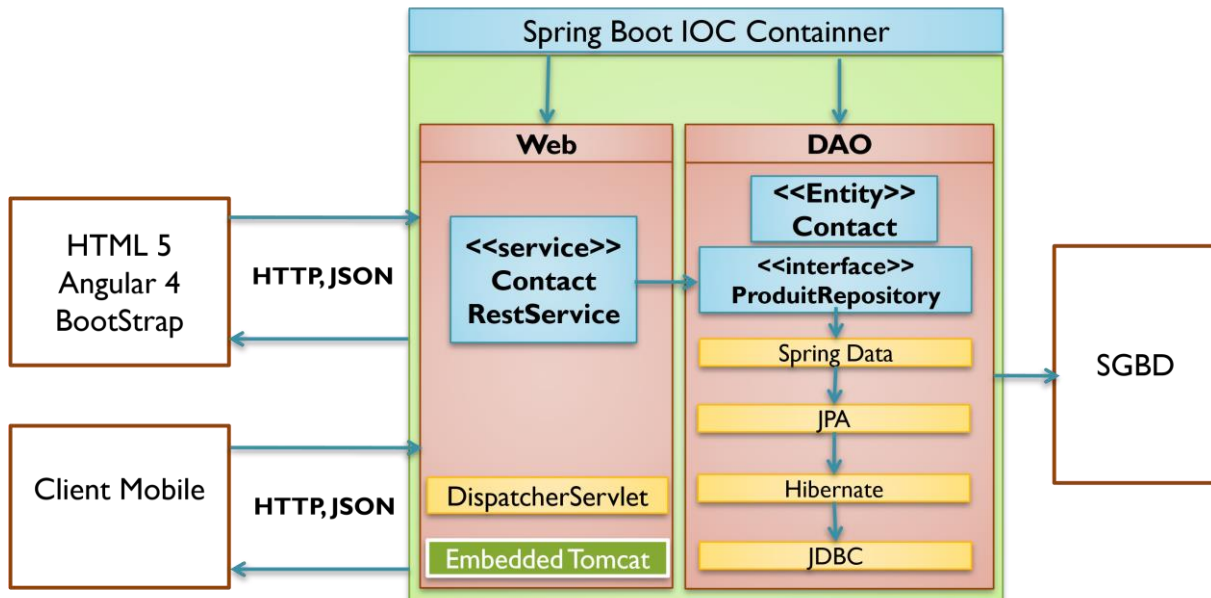 Spring Boot IOC Containner
Web
DAO
<<Entity>>
Contact
HTML 5
Angular 4
BootStrap
HTTP, JSON
<<service>>
Contact
RestService
<<interface>>
ProduitRepository
Spring Data
SGBD
JPA
Client Mobile
HTTP, JSON
DispatcherServlet
Hibernate
Embedded Tomcat
JDBC